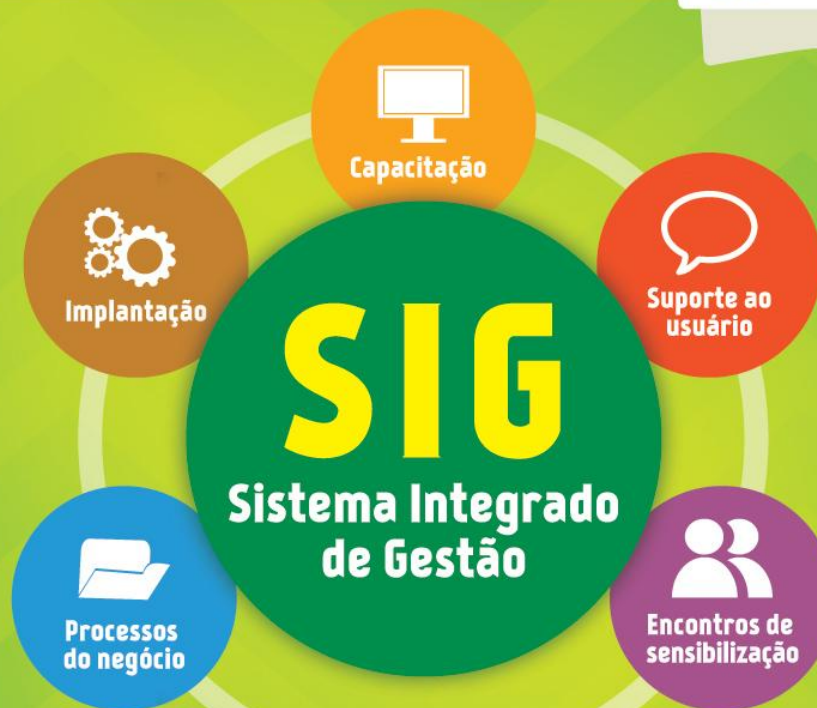 Capacitação
Implantação
Suporte ao
usuário
SIG
Sistema Integrado
de Gestão
Processos
do negócio
Encontros de
sensibilização